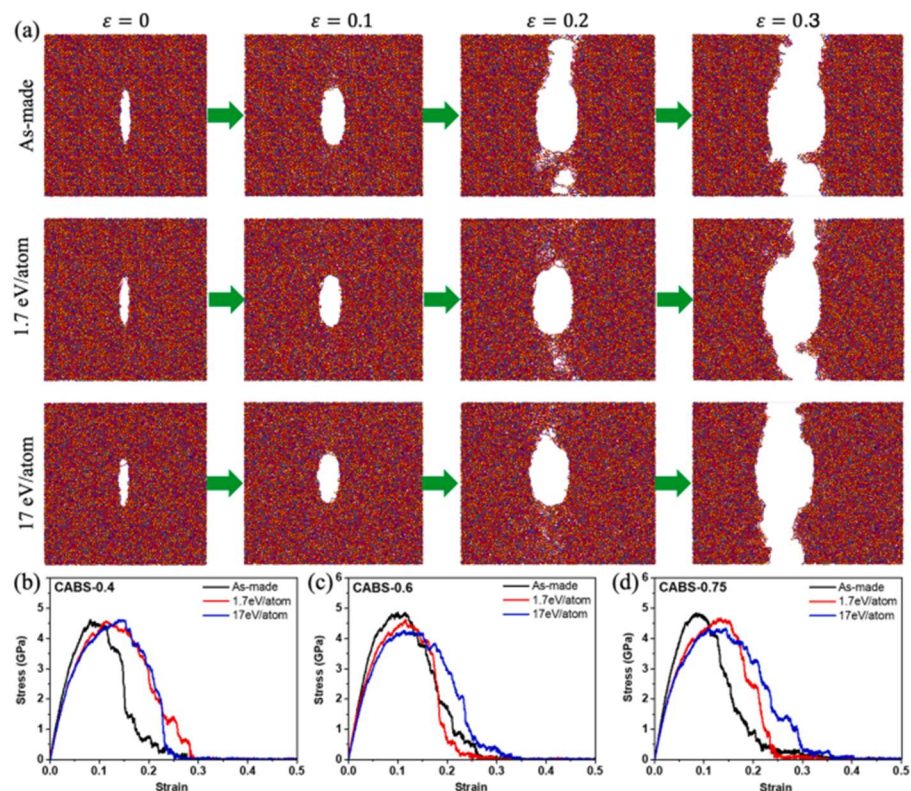 (a) ε = 0 ε = 0.1 ε = 0.2 ε = 0.3
As-made
1.7 eV/atom
17 eV/atom
(b) CABS-0.4
As-made
1.7eV/atom
17eV/atom
Stress (GPa)
5
4
3
2
1
0
0.0 0.1 0.2 0.3 0.4 0.5
Strain
(c) CABS-0.6
As-made
1.7eV/atom
17eV/atom
Stress (GPa)
6
5
4
3
2
1
0
0.0 0.1 0.2 0.3 0.4 0.5
Strain
(d) CABS-0.75
As-made
1.7eV/atom
17eV/atom
Stress (GPa)
6
5
4
3
2
1
0
0.0 0.1 0.2 0.3 0.4 0.5
Strain